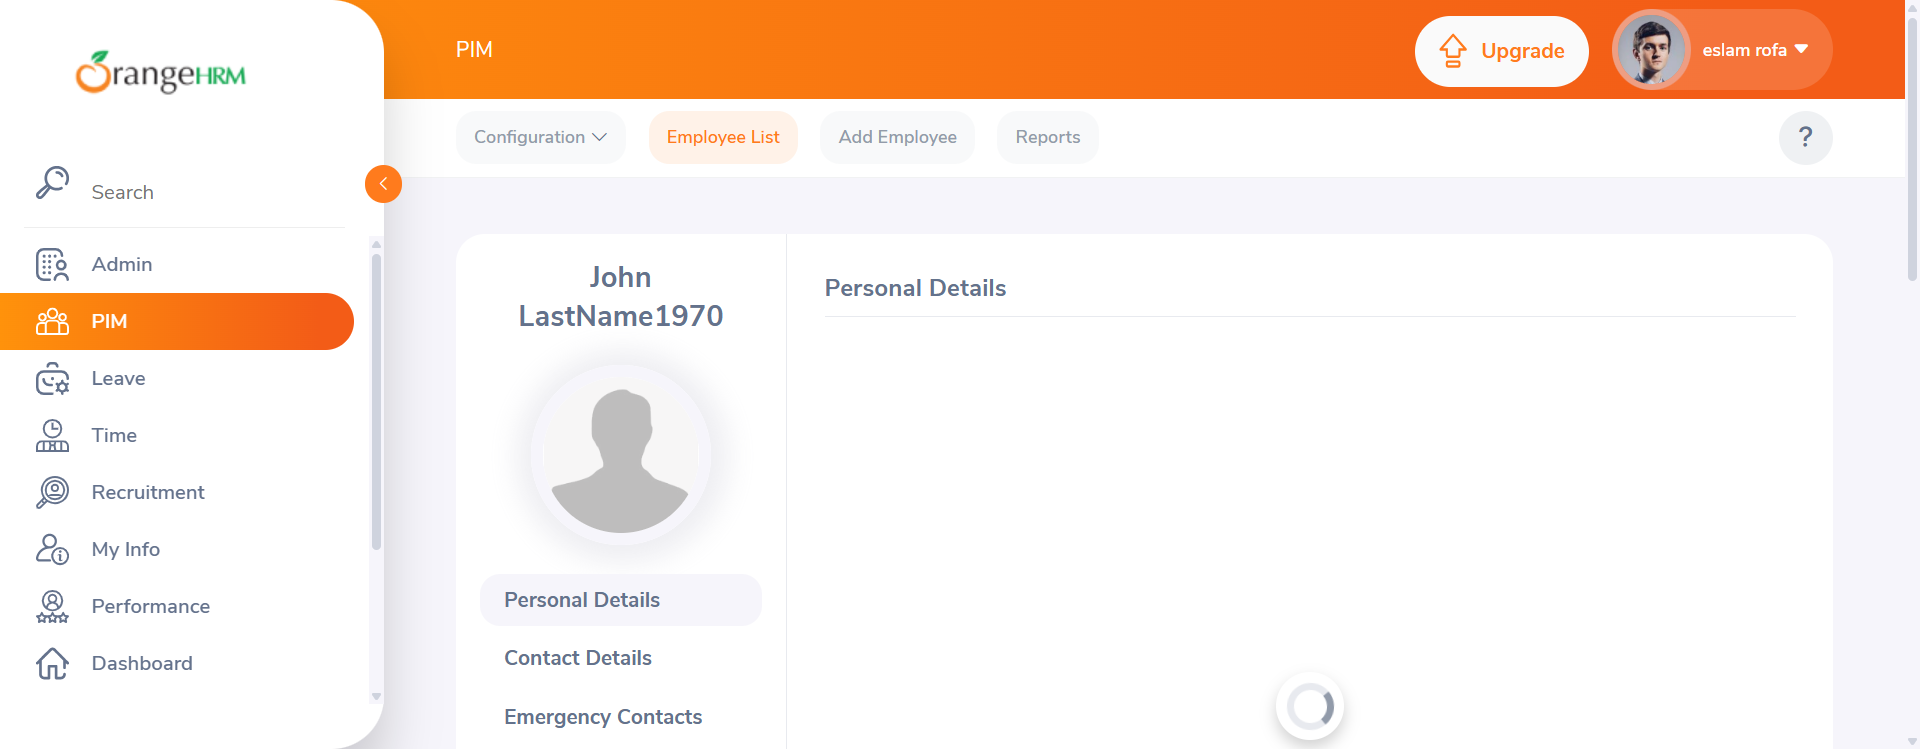 OrangeHRM
Search
Admin
PIM
Leave
Time
Recruitment
My Info
Performance
Dashboard
PIM
Upgrade
eslam rofa
Configuration
Employee List
Add Employee
Reports
?
John
LastName1970
Personal Details
Contact Details
Emergency Contacts
Personal Details